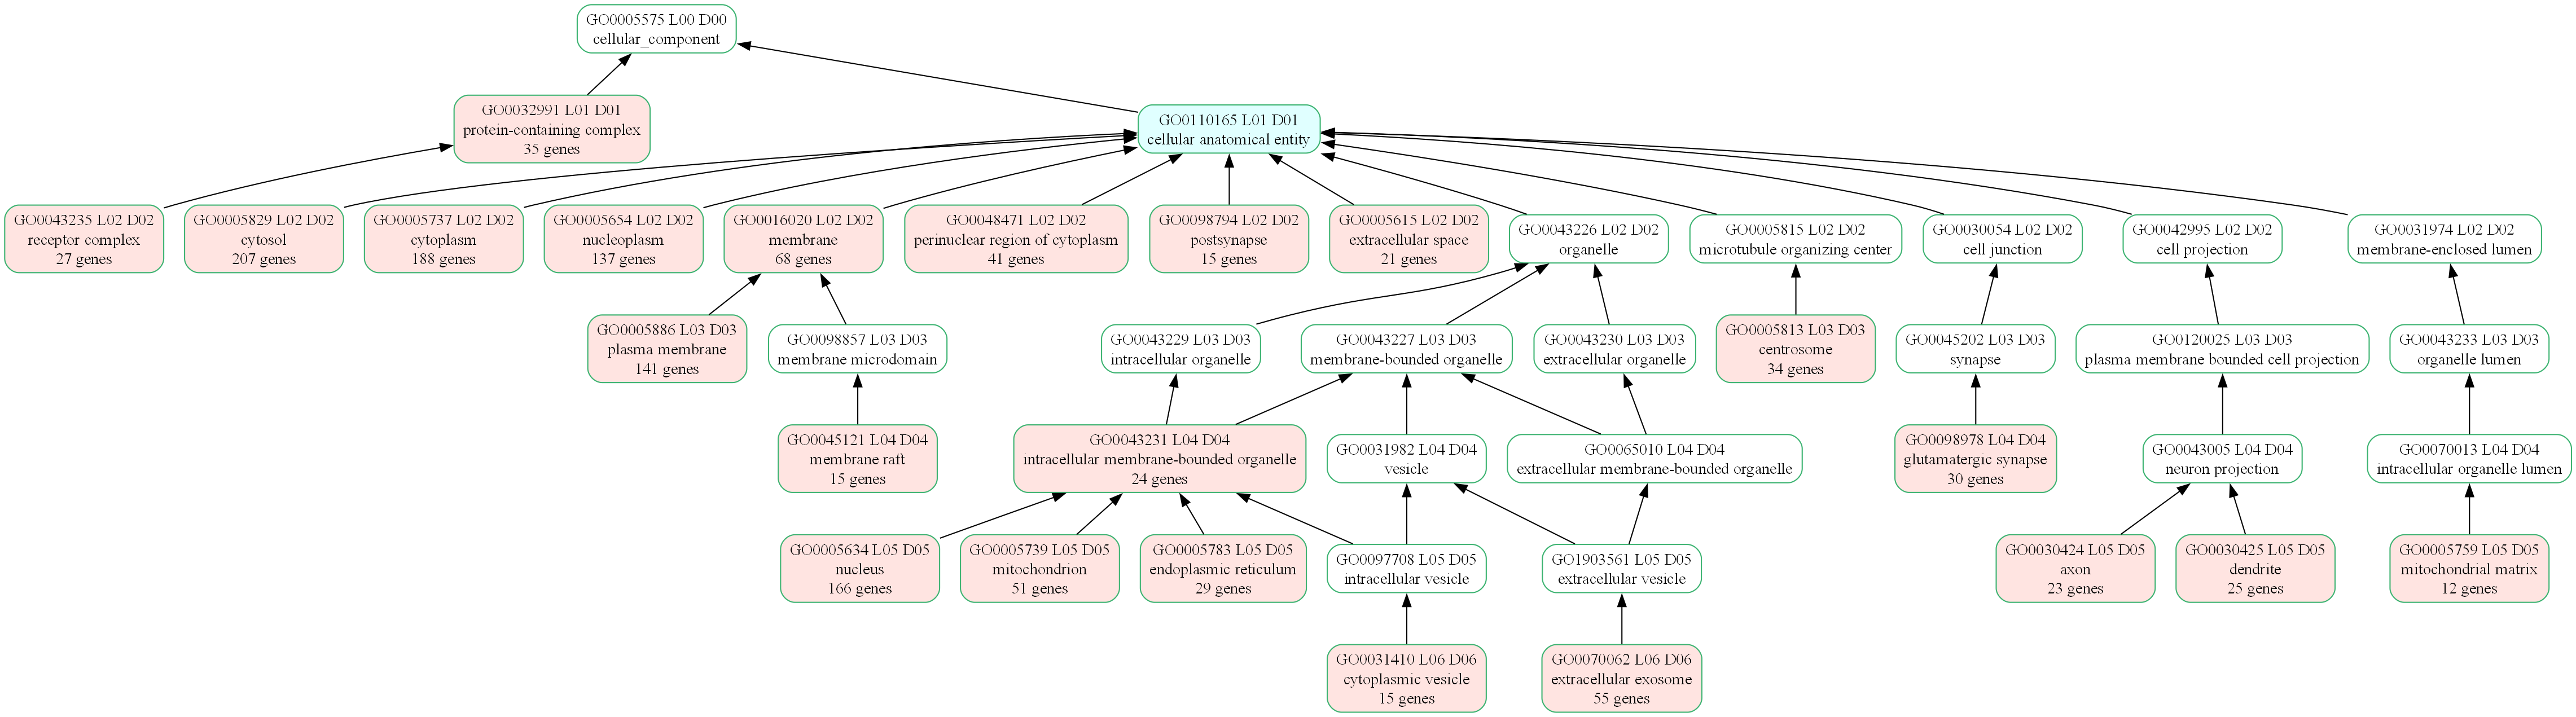 GO0005575 L00 D00
cellular_component
GO0032991 L01 D01
protein-containing complex
35 genes
GO0110165 L01 D01
cellular anatomical entity
GO0043235 L02 D02
receptor complex
27 genes
GO0005829 L02 D02
cytosol
207 genes
GO0005737 L02 D02
cytoplasm
188 genes
GO0005654 L02 D02
nucleoplasm
137 genes
GO0016020 L02 D02
membrane
68 genes
GO0048471 L02 D02
perinuclear region of cytoplasm
41 genes
GO0098794 L02 D02
postsynapse
15 genes
GO0005615 L02 D02
extracellular space
21 genes
GO0043226 L02 D02
organelle
GO0005815 L02 D02
microtubule organizing center
GO0030054 L02 D02
cell junction
GO0042995 L02 D02
cell projection
GO0031974 L02 D02
membrane-enclosed lumen
GO0005886 L03 D03
plasma membrane
141 genes
GO0098857 L03 D03
membrane microdomain
GO0043229 L03 D03
intracellular organelle
GO0043227 L03 D03
membrane-bounded organelle
GO0043230 L03 D03
extracellular organelle
GO0005813 L03 D03
centrosome
34 genes
GO0045202 L03 D03
synapse
GO0120025 L03 D03
plasma membrane bounded cell projection
GO0043233 L03 D03
organelle lumen
GO0045121 L04 D04
membrane raft
15 genes
GO0043231 L04 D04
intracellular membrane-bounded organelle
24 genes
GO0031982 L04 D04
vesicle
GO0065010 L04 D04
extracellular membrane-bounded organelle
GO0098978 L04 D04
glutamatergic synapse
30 genes
GO0043005 L04 D04
neuron projection
GO0070013 L04 D04
intracellular organelle lumen
GO0005634 L05 D05
nucleus
166 genes
GO0005739 L05 D05
mitochondrion
51 genes
GO0005783 L05 D05
endoplasmic reticulum
29 genes
GO0097708 L05 D05
intracellular vesicle
GO1903561 L05 D05
extracellular vesicle
GO0030424 L05 D05
axon
23 genes
GO0030425 L05 D05
dendrite
25 genes
GO0005759 L05 D05
mitochondrial matrix
12 genes
GO0031410 L06 D06
cytoplasmic vesicle
15 genes
GO0070062 L06 D06
extracellular exosome
55 genes